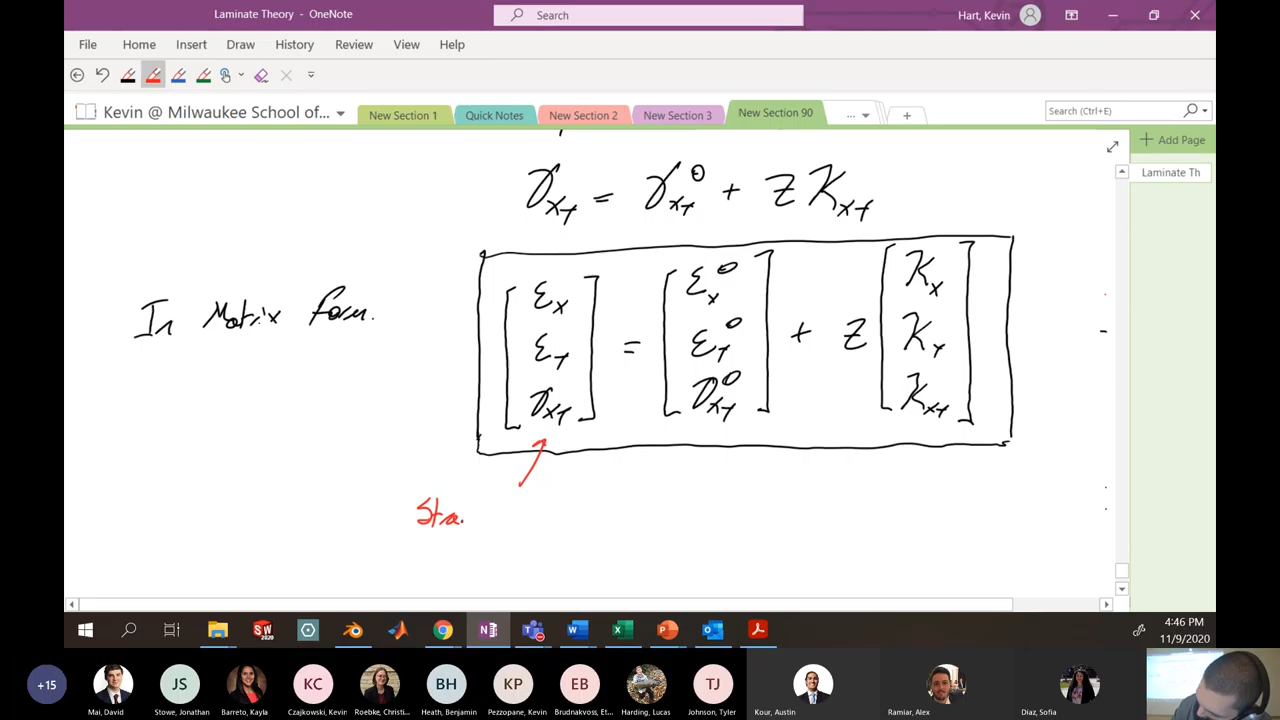 Laminate Theory - OneNote
Search
Hart, Kevin
File Home Insert Draw History Review View Help
Kevin @ Milwaukee School of...
New Section 1
Quick Notes
New Section 2
New Section 3
New Section 90
...
Search (Ctrl+E)
Add Page
Laminate Th
γxy = γxy⁰ + z Kxy
In Matrix Form.
[εx εy γxy] = [εx⁰ εy⁰ γxy⁰] + z [Kx Ky Kxy]
Stra
4:46 PM
11/9/2020
+15
JS
KC
BH
KP
EB
TJ
Mai, David
Stowe, Jonathan
Barreto, Kayla
Czajkowski, Kevin
Roebke, Christi...
Heath, Benjamin
Pezzopane, Kevin
Brudnakvoss, Et...
Harding, Lucas
Johnson, Tyler
Kour, Austin
Ramiar, Alex
Diaz, Sofia